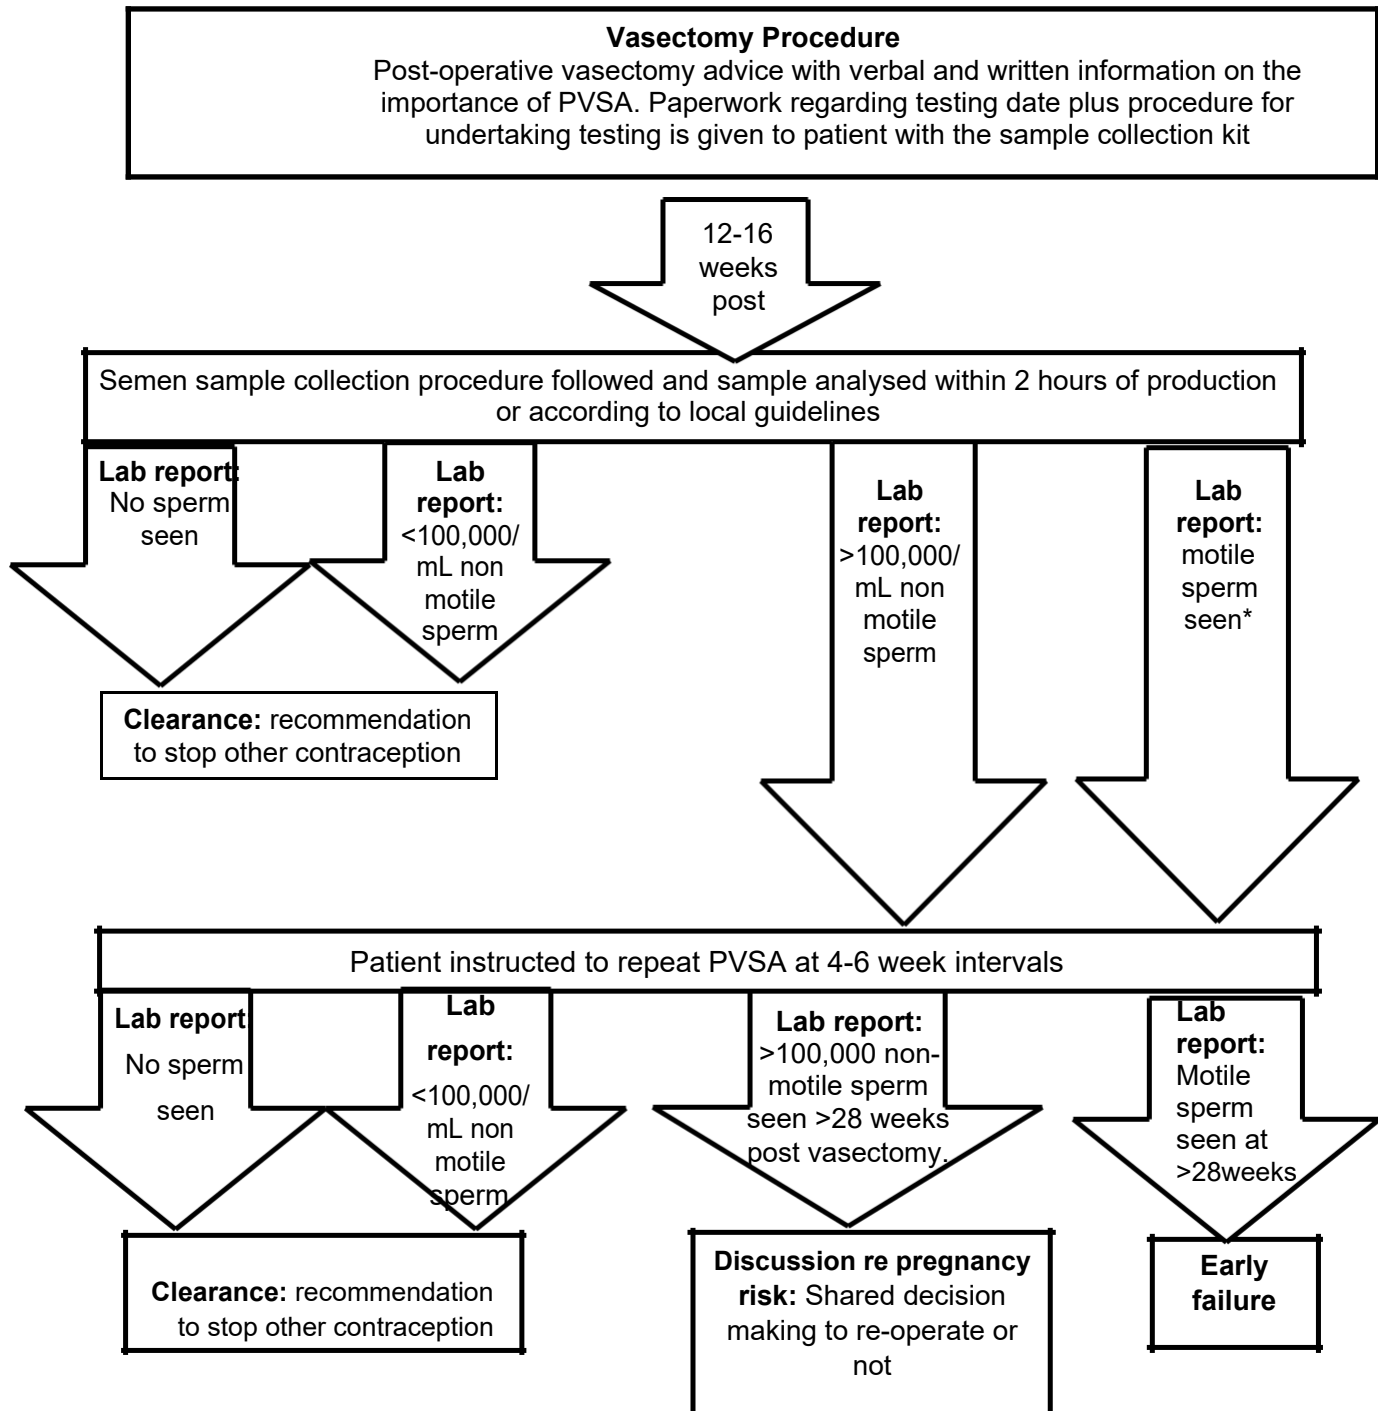 Vasectomy Procedure
Post-operative vasectomy advice with verbal and written information on the
importance of PVSA. Paperwork regarding testing date plus procedure for
undertaking testing is given to patient with the sample collection kit
12-16
weeks
post
Semen sample collection procedure followed and sample analysed within 2 hours of production
or according to local guidelines
Lab report:
No sperm
seen
Lab
report:
<100,000/
mL non
motile
sperm
Lab
report:
>100,000/
mL non
motile
sperm
Lab
report:
motile
sperm
seen*
Clearance: recommendation
to stop other contraception
Patient instructed to repeat PVSA at 4-6 week intervals
Lab report
No sperm
seen
Lab
report:
<100,000/
mL non
motile
sperm
Lab report:
>100,000 non-
motile sperm
seen >28 weeks
post vasectomy.
Lab
report:
Motile
sperm
seen at
>28weeks
Clearance: recommendation
to stop other contraception
Discussion re pregnancy
risk: Shared decision
making to re-operate or
not
Early
failure